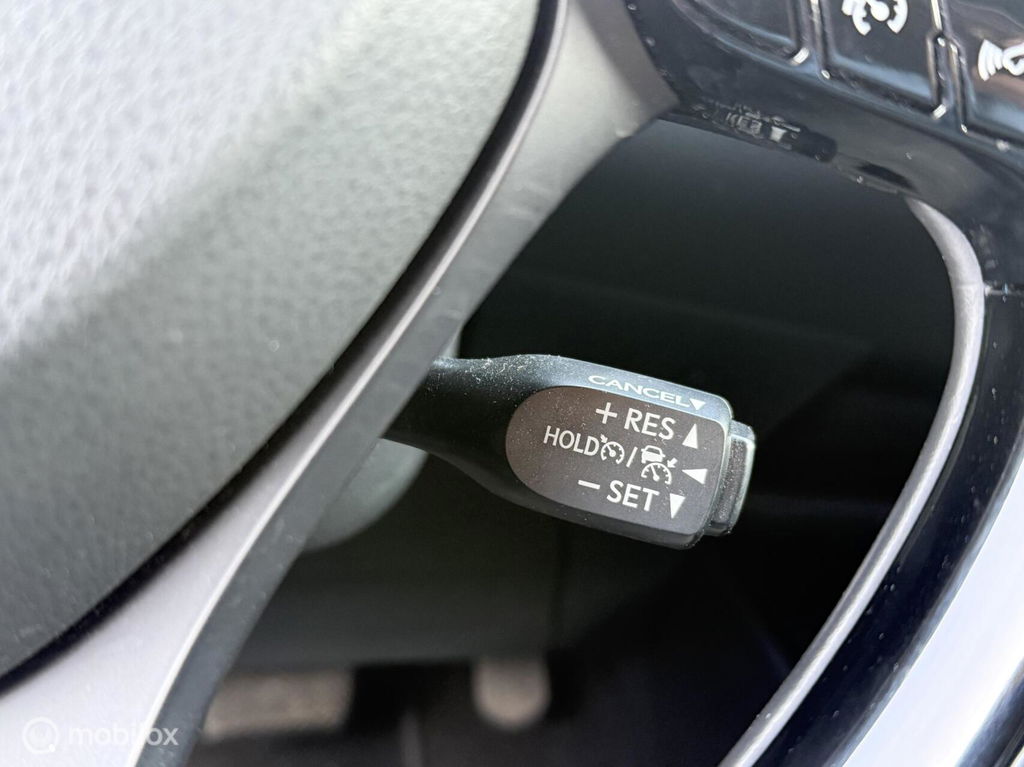 CANCEL▼
+ RES ▲
HOLD / ◀
− SET ▼
mobilox